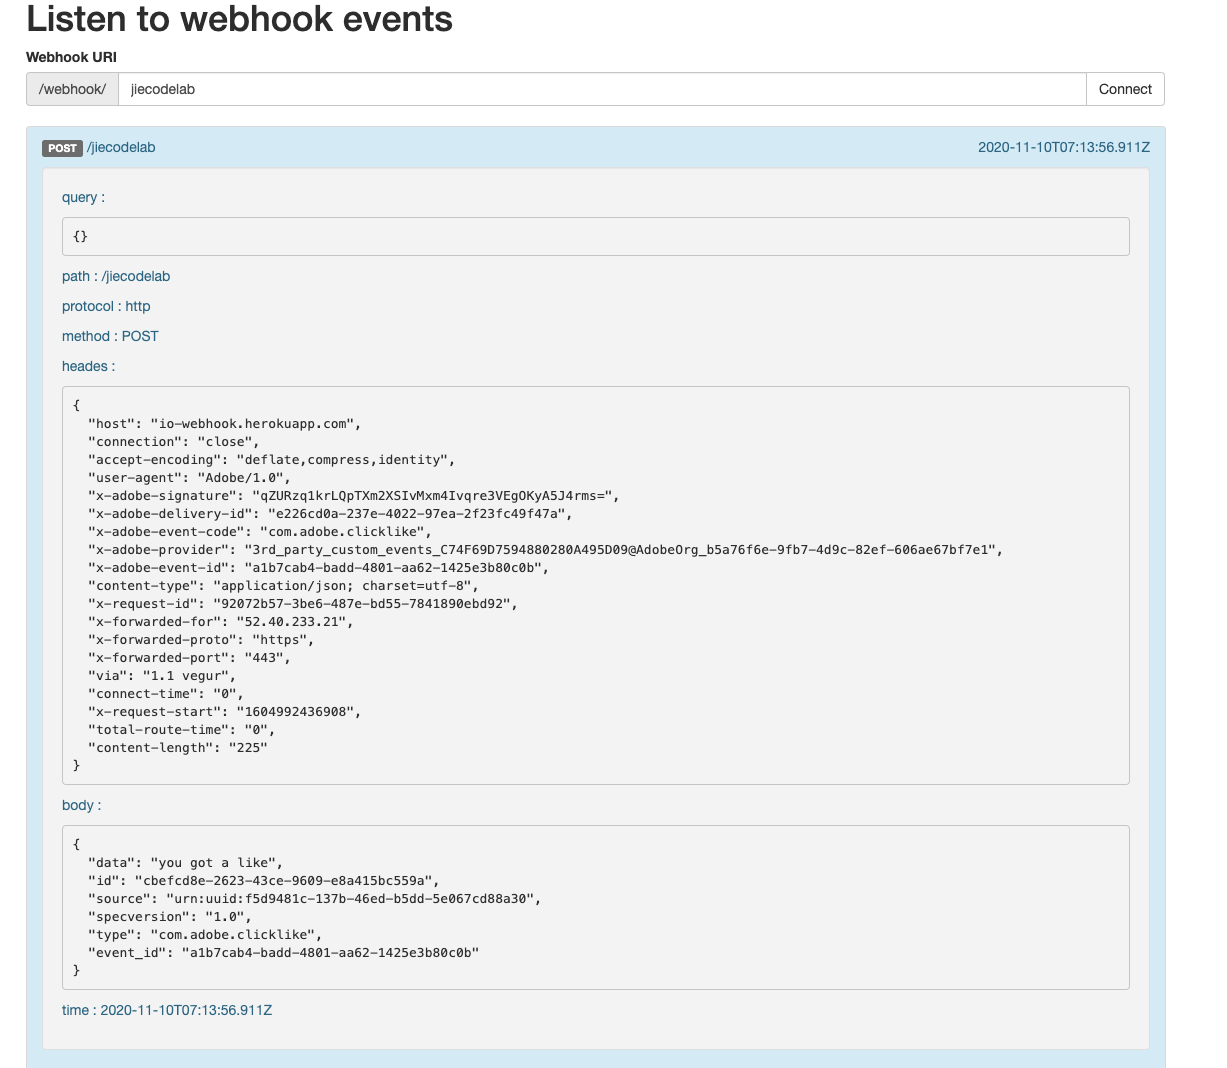 Listen to webhook events
Webhook URI
/webhook/ jiecodelab Connect
POST /jiecodelab 2020-11-10T07:13:56.911Z
query :
{}
path : /jiecodelab
protocol : http
method : POST
heades :
{
"host": "io-webhook.herokuapp.com",
"connection": "close",
"accept-encoding": "deflate,compress,identity",
"user-agent": "Adobe/1.0",
"x-adobe-signature": "qZURzq1krLQpTXm2XSIvMxm4Ivqre3VEgOKyA5J4rms=",
"x-adobe-delivery-id": "e226cd0a-237e-4022-97ea-2f23fc49f47a",
"x-adobe-event-code": "com.adobe.clicklike",
"x-adobe-provider": "3rd_party_custom_events_C74F69D7594880280A495D09@AdobeOrg_b5a76f6e-9fb7-4d9c-82ef-606ae67bf7e1",
"x-adobe-event-id": "a1b7cab4-badd-4801-aa62-1425e3b80c0b",
"content-type": "application/json; charset=utf-8",
"x-request-id": "92072b57-3be6-487e-bd55-7841890ebd92",
"x-forwarded-for": "52.40.233.21",
"x-forwarded-proto": "https",
"x-forwarded-port": "443",
"via": "1.1 vegur",
"connect-time": "0",
"x-request-start": "1604992436908",
"total-route-time": "0",
"content-length": "225"
}
body :
{
"data": "you got a like",
"id": "cbefcd8e-2623-43ce-9609-e8a415bc559a",
"source": "urn:uuid:f5d9481c-137b-46ed-b5dd-5e067cd88a30",
"specversion": "1.0",
"type": "com.adobe.clicklike",
"event_id": "a1b7cab4-badd-4801-aa62-1425e3b80c0b"
}
time : 2020-11-10T07:13:56.911Z